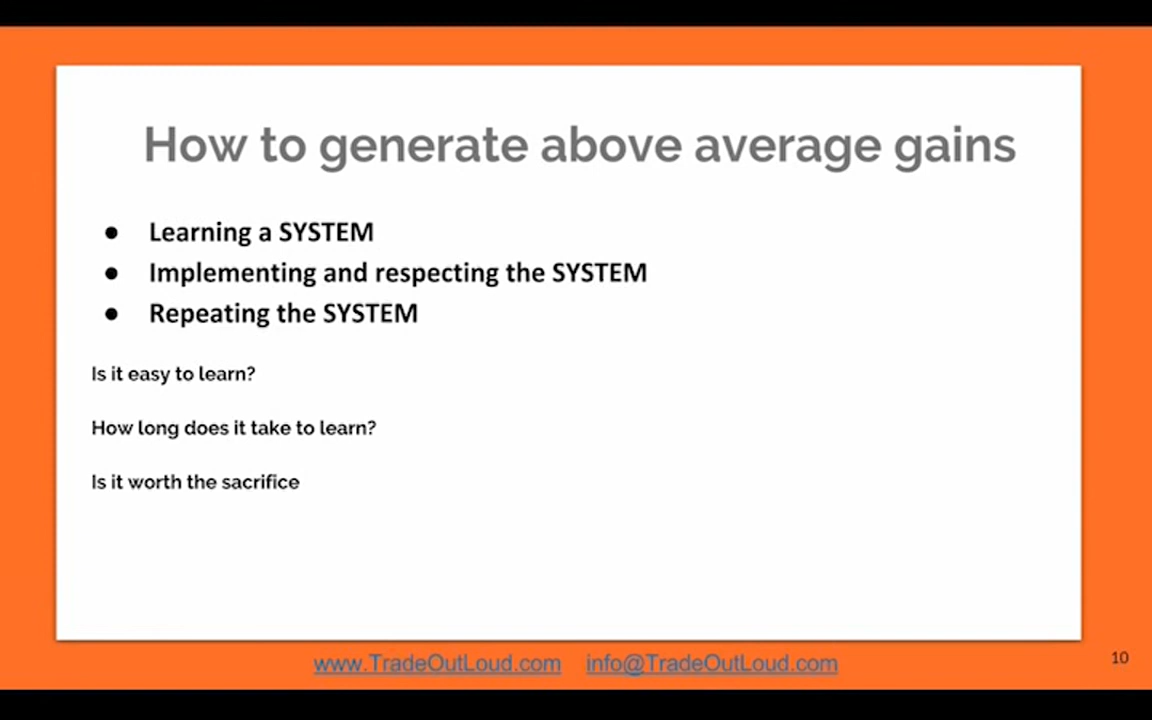 How to generate above average gains
● Learning a SYSTEM
● Implementing and respecting the SYSTEM
● Repeating the SYSTEM
Is it easy to learn?
How long does it take to learn?
Is it worth the sacrifice
www.TradeOutLoud.com info@TradeOutLoud.com
10